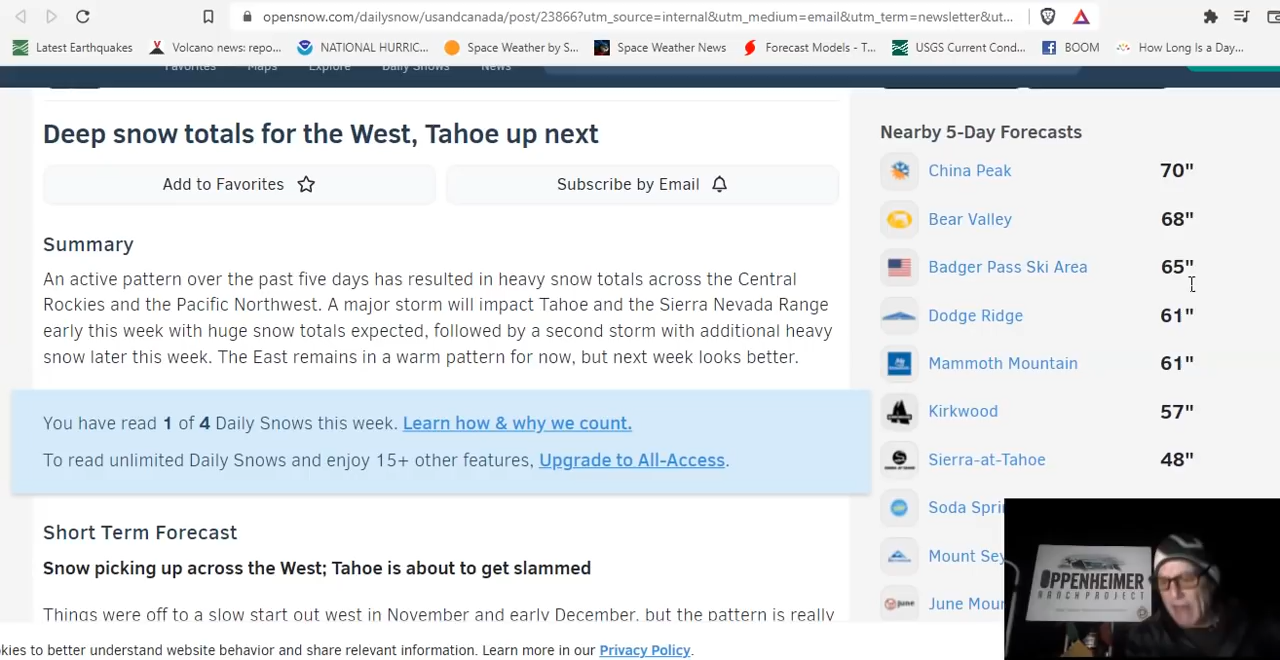 opensnow.com/dailysnow/usandcanada/post/23866?utm_source=internal&utm_medium=email&utm_term=newsletter&ut...
Latest Earthquakes
Volcano news: repo...
NATIONAL HURRIC...
Space Weather by S...
Space Weather News
Forecast Models - T...
USGS Current Cond...
BOOM
How Long Is a Day...
Favorites
Maps
Explore
Daily Snows
News
Deep snow totals for the West, Tahoe up next
Add to Favorites
Subscribe by Email
Summary
An active pattern over the past five days has resulted in heavy snow totals across the Central
Rockies and the Pacific Northwest. A major storm will impact Tahoe and the Sierra Nevada Range
early this week with huge snow totals expected, followed by a second storm with additional heavy
snow later this week. The East remains in a warm pattern for now, but next week looks better.
You have read 1 of 4 Daily Snows this week. Learn how & why we count.
To read unlimited Daily Snows and enjoy 15+ other features, Upgrade to All-Access.
Short Term Forecast
Snow picking up across the West; Tahoe is about to get slammed
Things were off to a slow start out west in November and early December, but the pattern is really
Nearby 5-Day Forecasts
China Peak 70"
Bear Valley 68"
Badger Pass Ski Area 65"
Dodge Ridge 61"
Mammoth Mountain 61"
Kirkwood 57"
Sierra-at-Tahoe 48"
Soda Spri
Mount Sey
June Moun
OPPENHEIMER
RANCH PROJECT
kies to better understand website behavior and share relevant information. Learn more in our Privacy Policy.